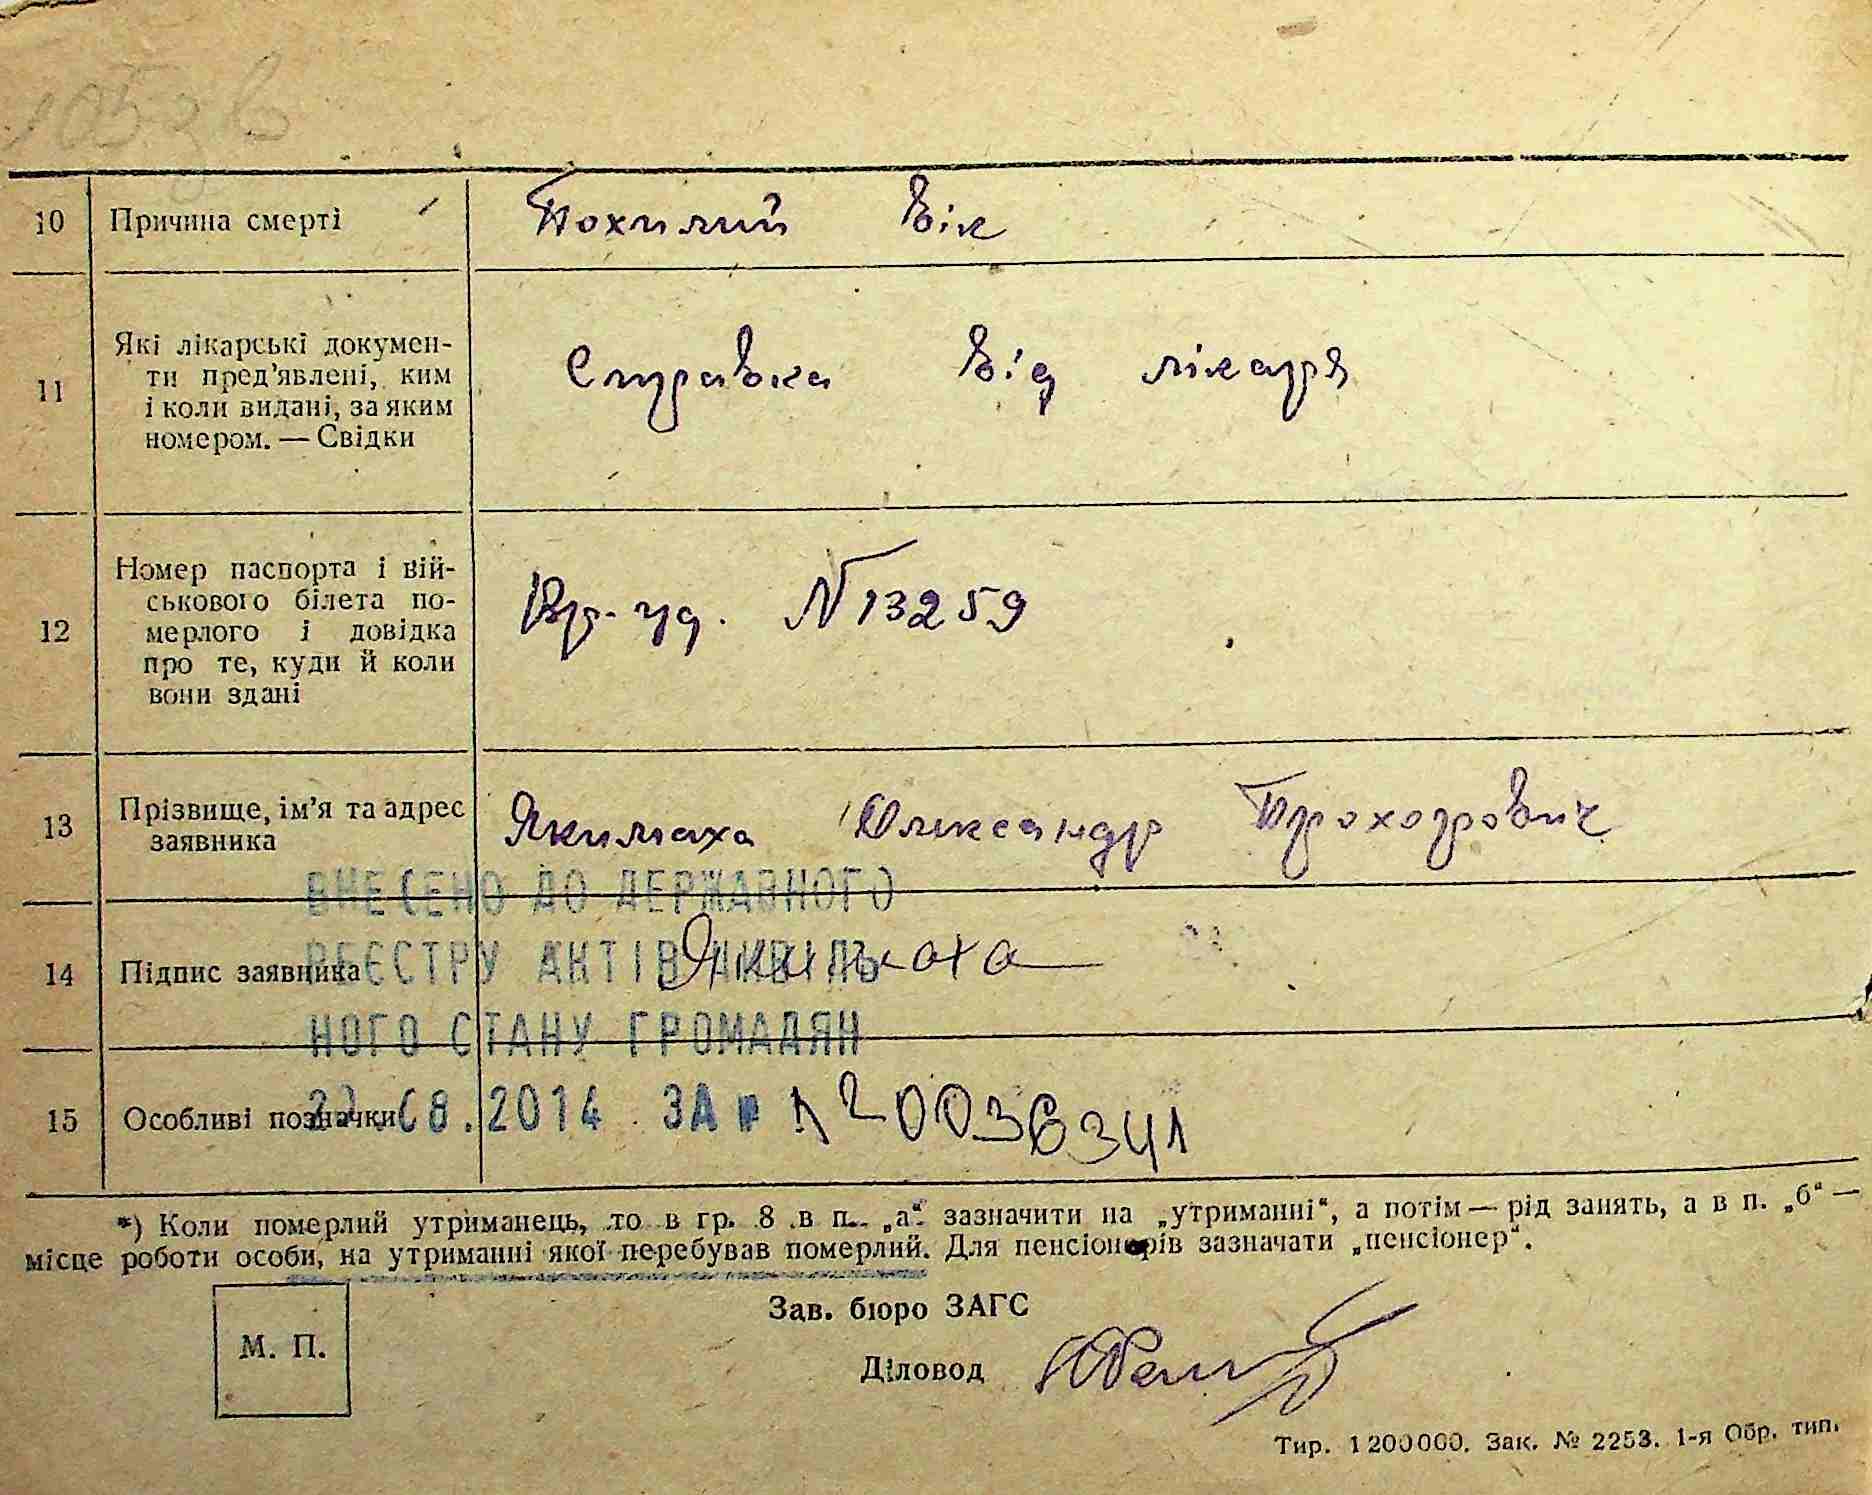 10 Причина смерті Похилий вік
11 Які лікарські докумен-
ти пред'явлені, ким
і коли видані, за яким
номером. — Свідки
Справка від лікаря
12 Номер паспорта і вій-
ськового білета по-
мерлого і довідка
про те, куди й коли
вони здані
Вр-уд. N 13259
13 Прізвище, ім'я та адрес
заявника
Якимаха Олександр Прохорович
ВНЕСЕНО ДО ДЕРЖАВНОГО
14 Підпис заявника Якимаха
РЕЄСТРУ АКТІВ ЦИВІЛЬ
НОГО СТАНУ ГРОМАДЯН
15 Особливі позначки
.08.2014 ЗА № 120036341
*) Коли померлий утриманець, то в гр. 8 в п. „а" зазначити на „утриманні", а потім — рід занять, а в п. „б" —
місце роботи особи, на утриманні якої перебував померлий. Для пенсіонерів зазначати „пенсіонер".
Зав. бюро ЗАГС
М. П.
Діловод
Тир. 1200000. Зак. № 2253. 1-я Обр. тип.